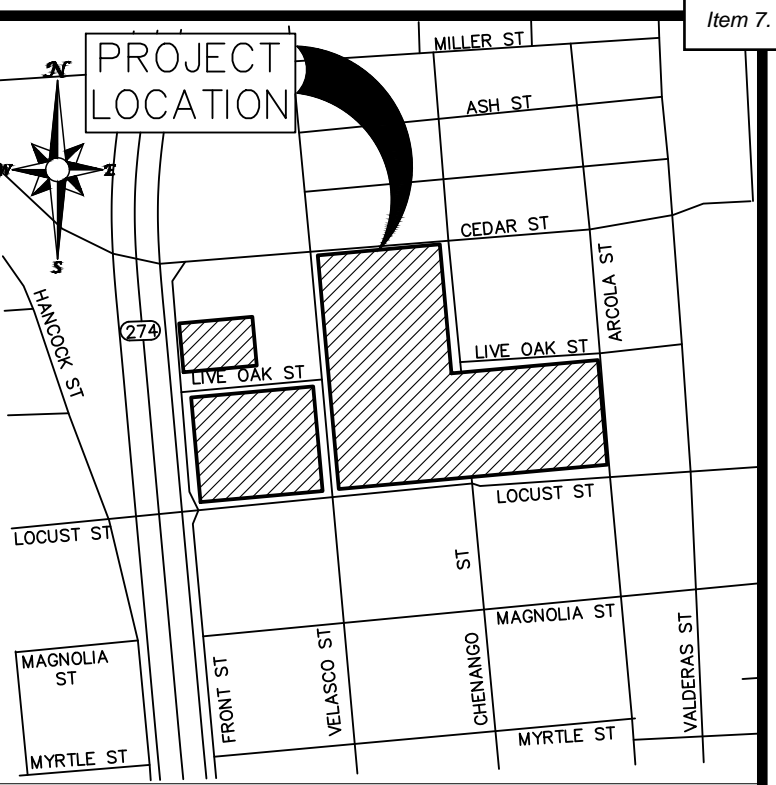 Item 7.
PROJECT
LOCATION
N
W
E
S
MILLER ST
ASH ST
CEDAR ST
ARCOLA ST
HANCOCK ST
274
LIVE OAK ST
LIVE OAK ST
LOCUST ST
LOCUST ST
ST
CHENANGO
MAGNOLIA ST
MAGNOLIA
ST
FRONT ST
VELASCO ST
VALDERAS ST
MYRTLE ST
MYRTLE ST